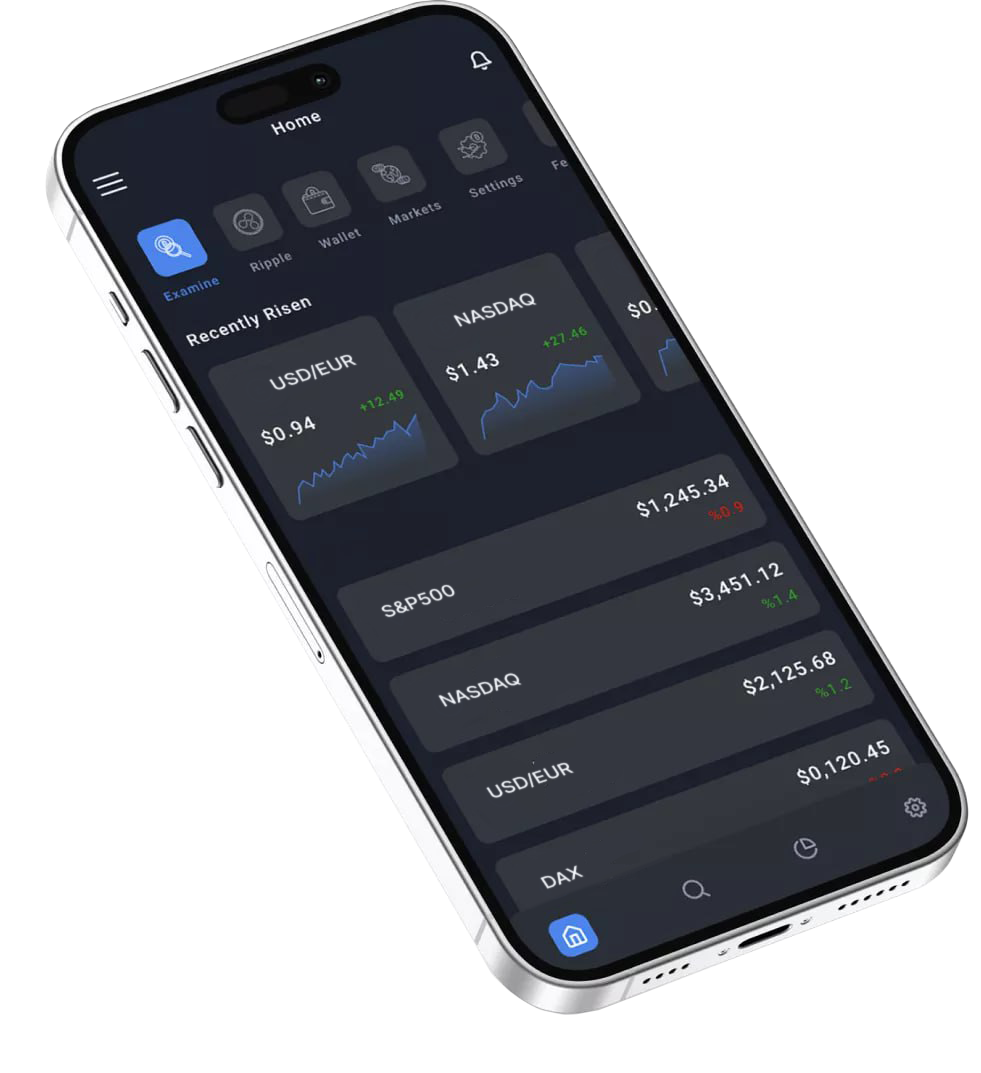 Home
Examine
Ripple
Wallet
Markets
Settings
Fe
Recently Risen
USD/EUR
$0.94
+12.49
NASDAQ
$1.43
+27.46
$0.
S&P500
$1,245.34
%0.9
NASDAQ
$3,451.12
%1.4
USD/EUR
$2,125.68
%1.2
DAX
$0,120.45